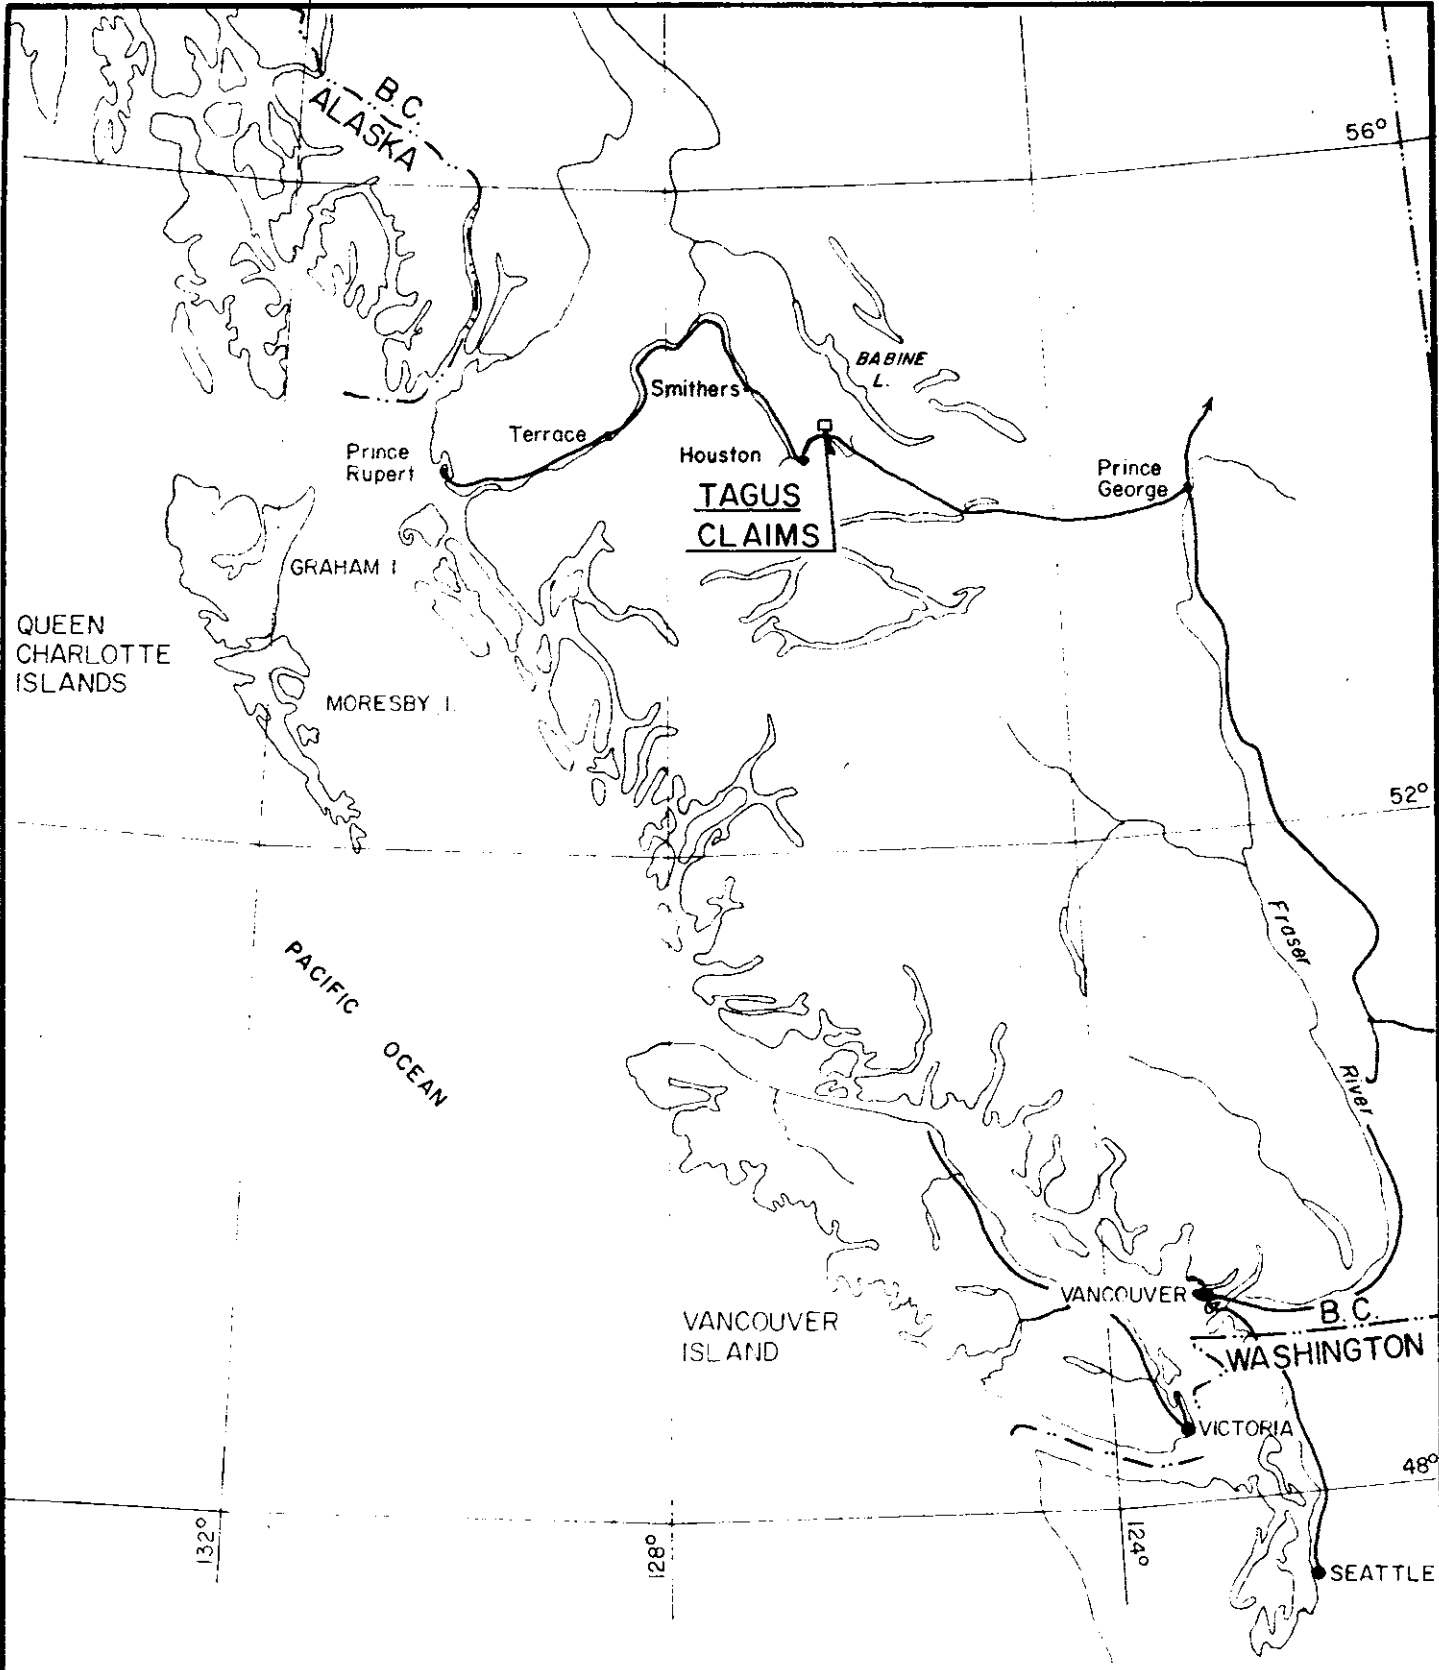 B.C.
ALASKA
56°
BABINE
L.
Smithers
Terrace
Prince
Rupert
Houston
Prince
George
TAGUS
CLAIMS
GRAHAM I
QUEEN
CHARLOTTE
ISLANDS
MORESBY I.
52°
Fraser
River
PACIFIC
OCEAN
VANCOUVER
B.C.
VANCOUVER
ISLAND
WASHINGTON
VICTORIA
48°
132°
128°
124°
SEATTLE